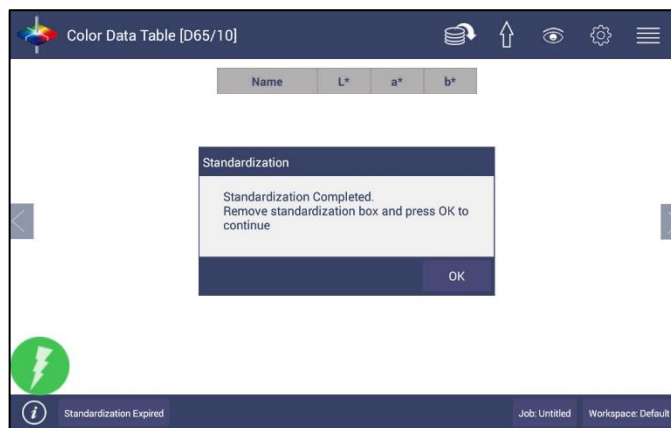 Color Data Table [D65/10]
Name L* a* b*
Standardization
Standardization Completed.
Remove standardization box and press OK to
continue
OK
i Standardization Expired Job: Untitled Workspace: Default